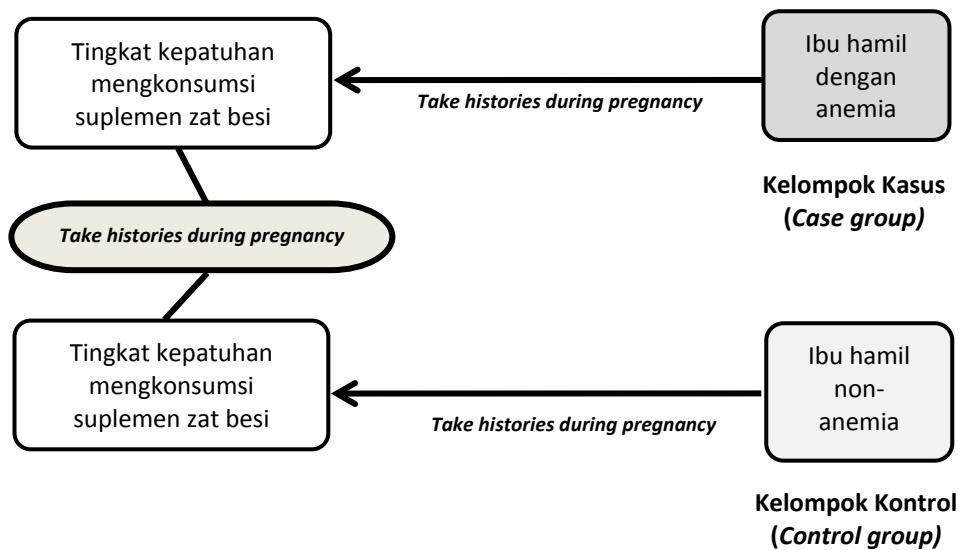 Tingkat kepatuhan
mengkonsumsi
suplemen zat besi
Take histories during pregnancy
Ibu hamil
dengan
anemia
Kelompok Kasus
(Case group)
Take histories during pregnancy
Tingkat kepatuhan
mengkonsumsi
suplemen zat besi
Take histories during pregnancy
Ibu hamil
non-
anemia
Kelompok Kontrol
(Control group)